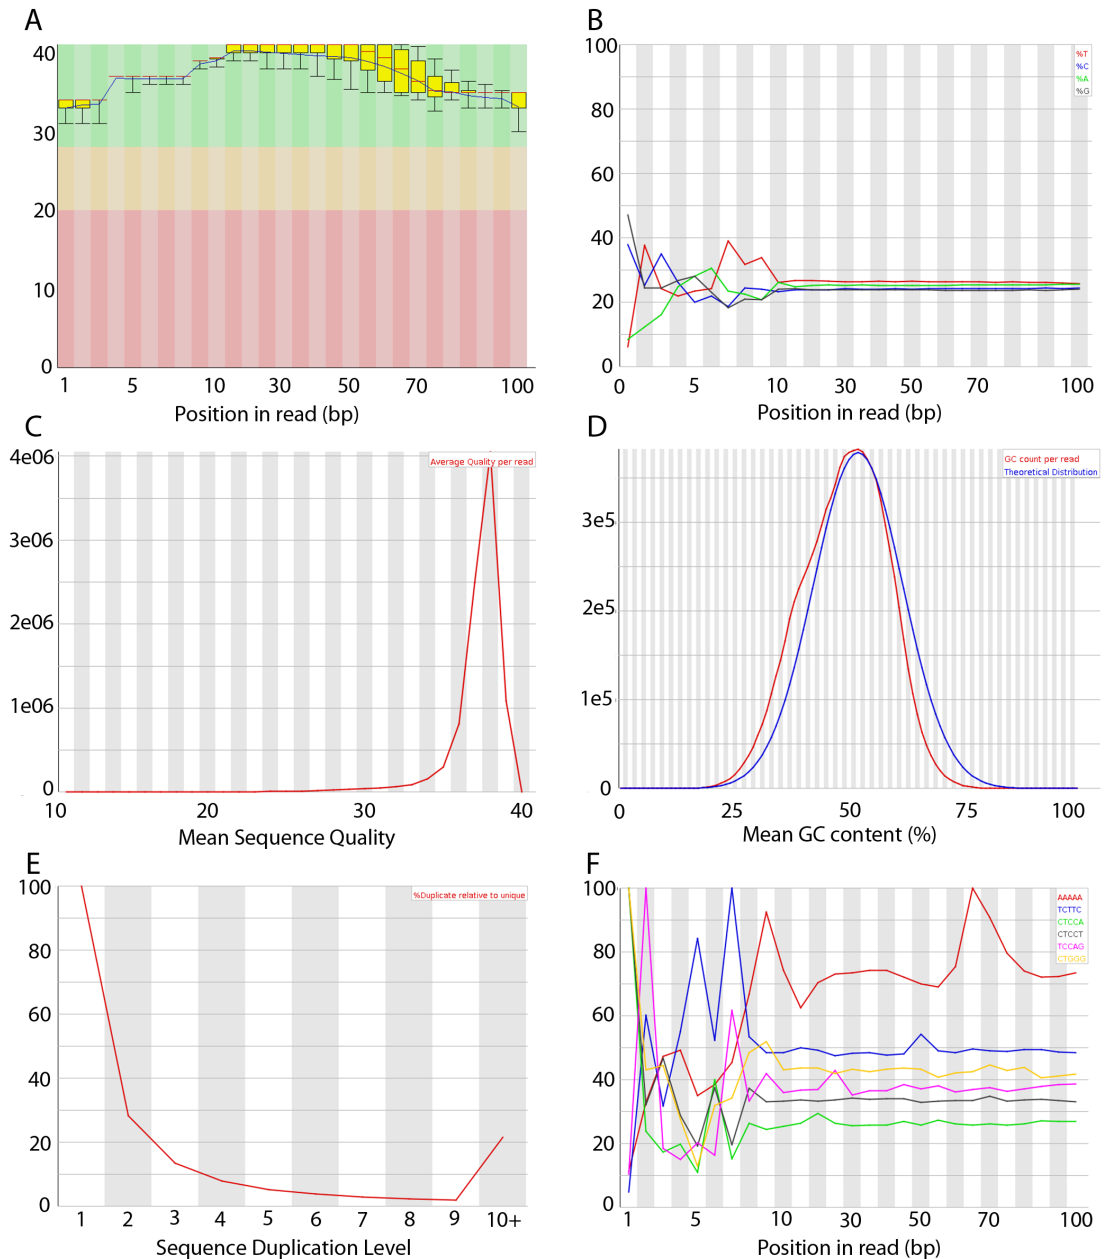 A
40
30
20
10
0
1 5 10 30 50 70 100
Position in read (bp)
B
100
80
60
40
20
0
%T
%C
%A
%G
0 5 10 30 50 70 100
Position in read (bp)
C
4e06
3e06
2e06
1e06
0
Average Quality per read
10 20 30 40
Mean Sequence Quality
D
3e5
2e5
1e5
0
GC count per read
Theoretical Distribution
0 25 50 75 100
Mean GC content (%)
E
100
80
60
40
20
0
%Duplicate relative to unique
1 2 3 4 5 6 7 8 9 10+
Sequence Duplication Level
F
100
80
60
40
20
0
AAAAA
TCTTC
CTCCA
CTCCT
TCCAG
CTGGG
1 5 10 30 50 70 100
Position in read (bp)